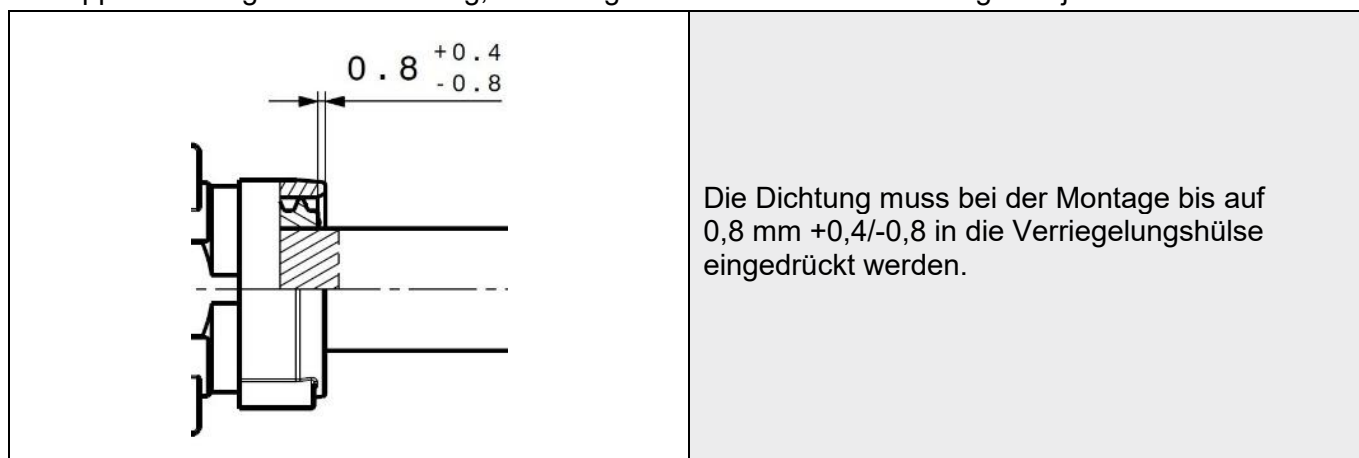 0.8 +0.4
-0.8
Die Dichtung muss bei der Montage bis auf
0,8 mm +0,4/-0,8 in die Verriegelungshülse
eingedrückt werden.